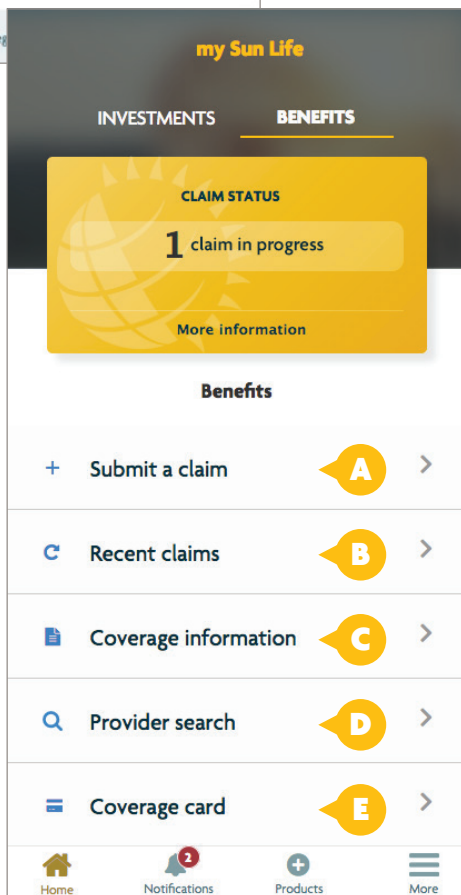 my Sun Life
INVESTMENTS BENEFITS
CLAIM STATUS
1 claim in progress
More information
Benefits
Submit a claim A
Recent claims B
Coverage information C
Provider search D
Coverage card E
2
Home Notifications Products More